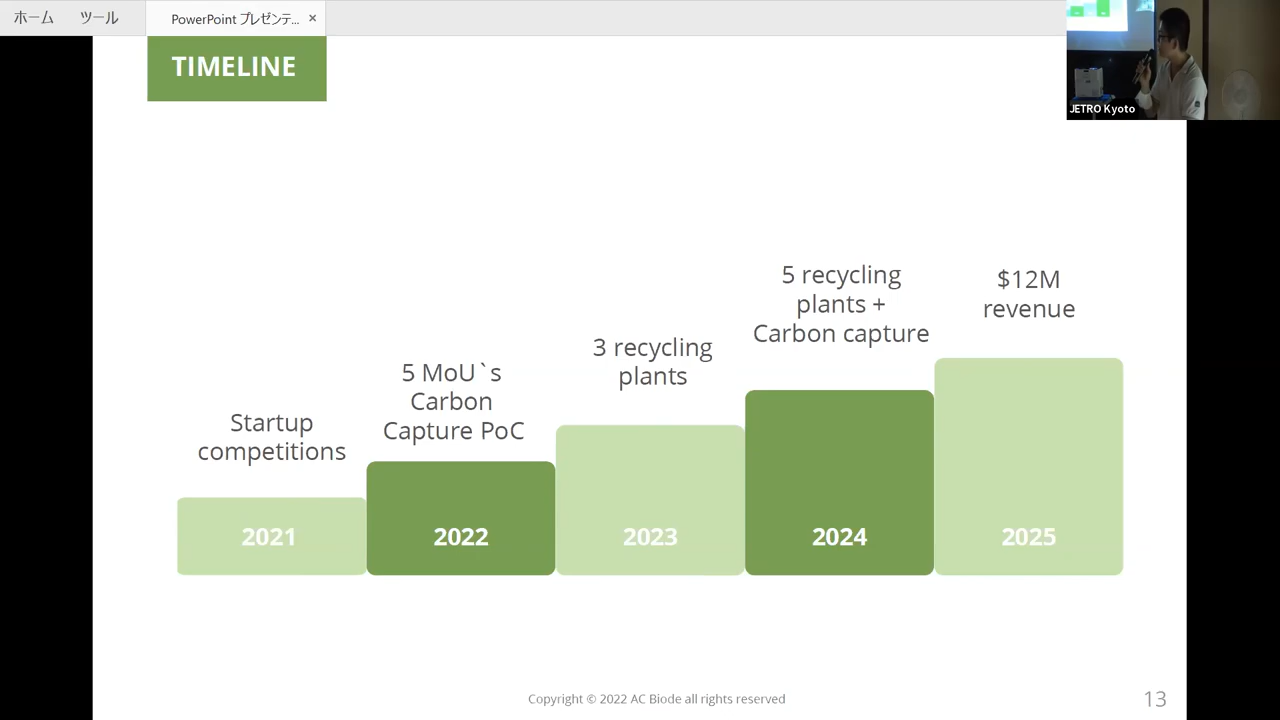 ホーム ツール PowerPoint プレゼンテ... ×
TIMELINE
JETRO Kyoto
Startup
competitions
5 MoU`s
Carbon
Capture PoC
3 recycling
plants
5 recycling
plants +
Carbon capture
$12M
revenue
2021
2022
2023
2024
2025
Copyright © 2022 AC Biode all rights reserved
13